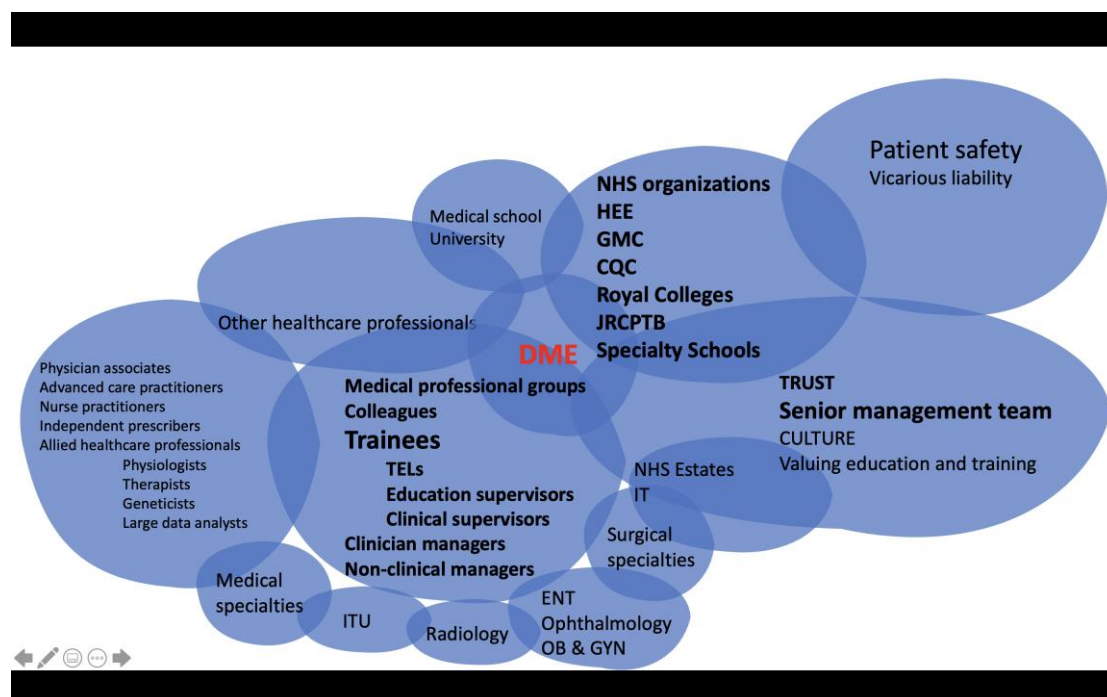 Patient safety
Vicarious liability
NHS organizations
HEE
GMC
CQC
Royal Colleges
JRCPTB
Specialty Schools
Medical school
University
Other healthcare professionals
DME
Physician associates
Advanced care practitioners
Nurse practitioners
Independent prescribers
Allied healthcare professionals
Physiologists
Therapists
Geneticists
Large data analysts
Medical professional groups
Colleagues
Trainees
TELs
Education supervisors
Clinical supervisors
Clinician managers
Non-clinical managers
TRUST
Senior management team
CULTURE
Valuing education and training
NHS Estates
IT
Surgical
specialties
Medical
specialties
ITU
Radiology
ENT
Ophthalmology
OB & GYN